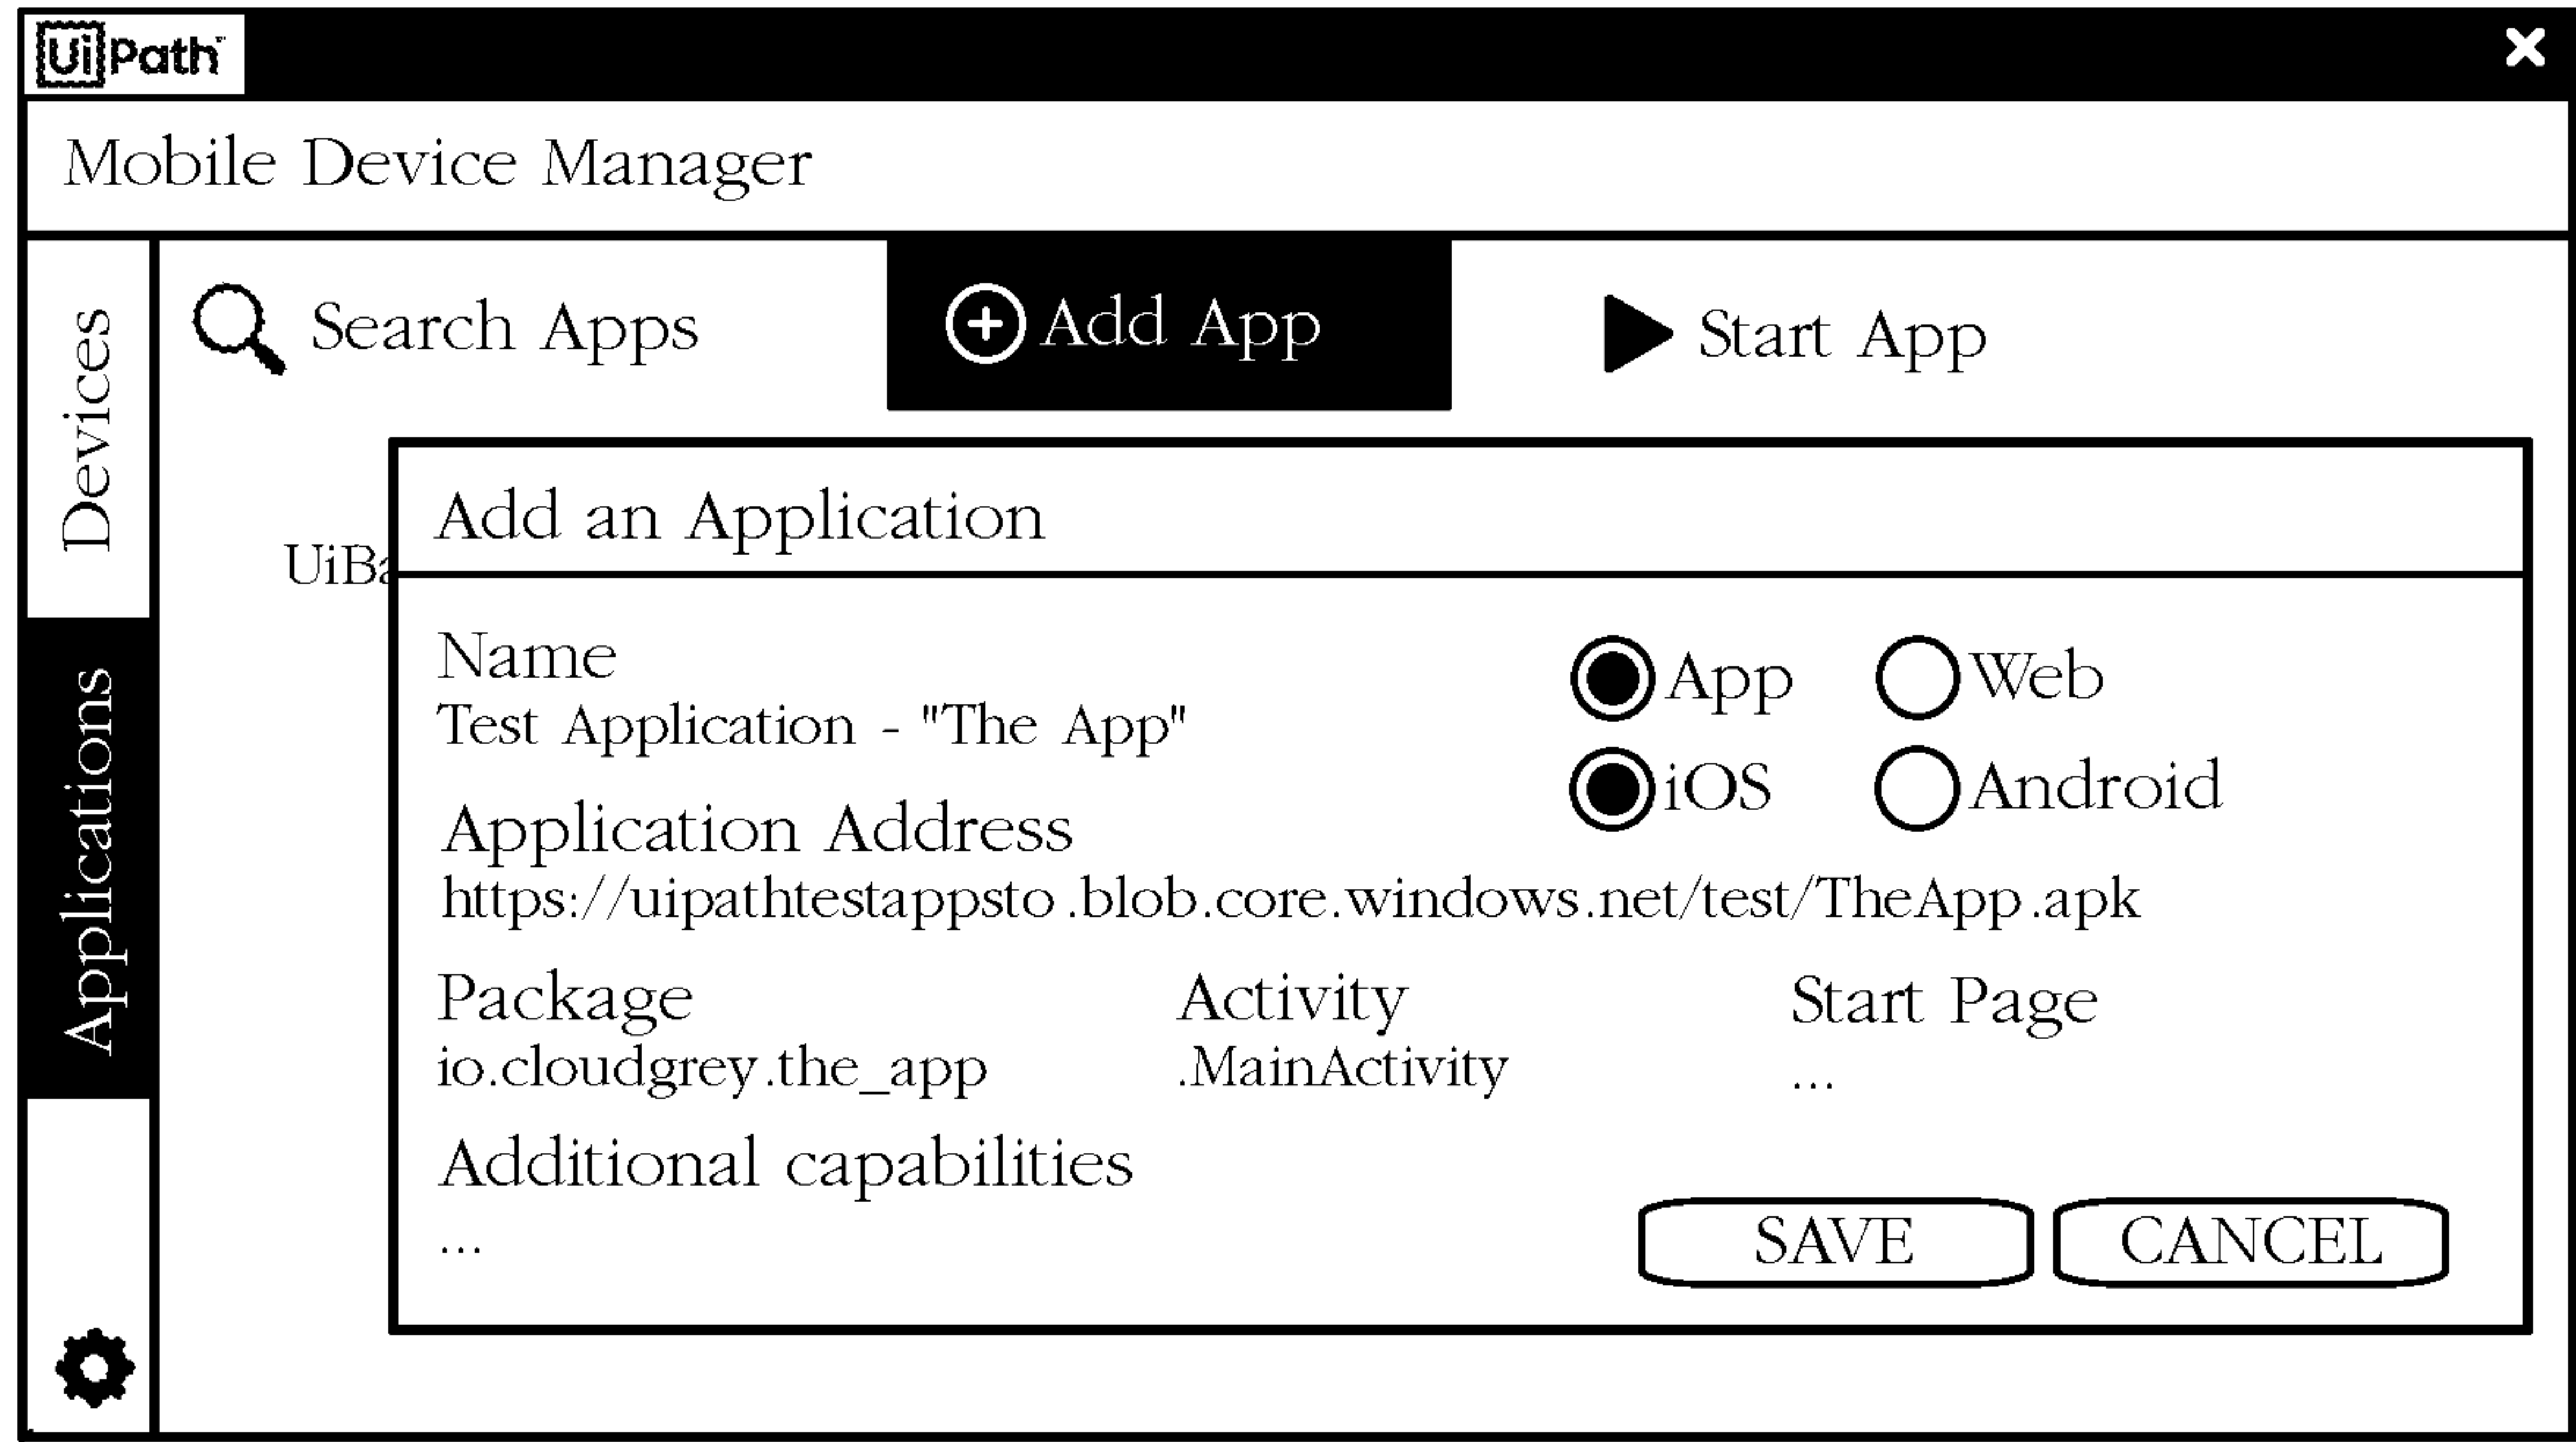 UiPath
Mobile Device Manager
Devices
Applications
Search Apps
Add App
Start App
UiBa
Add an Application
Name
Test Application - "The App"
App
Web
iOS
Android
Application Address
https://uipathtestappsto.blob.core.windows.net/test/TheApp.apk
Package
Activity
Start Page
io.cloudgrey.the_app
.MainActivity
...
Additional capabilities
...
SAVE
CANCEL